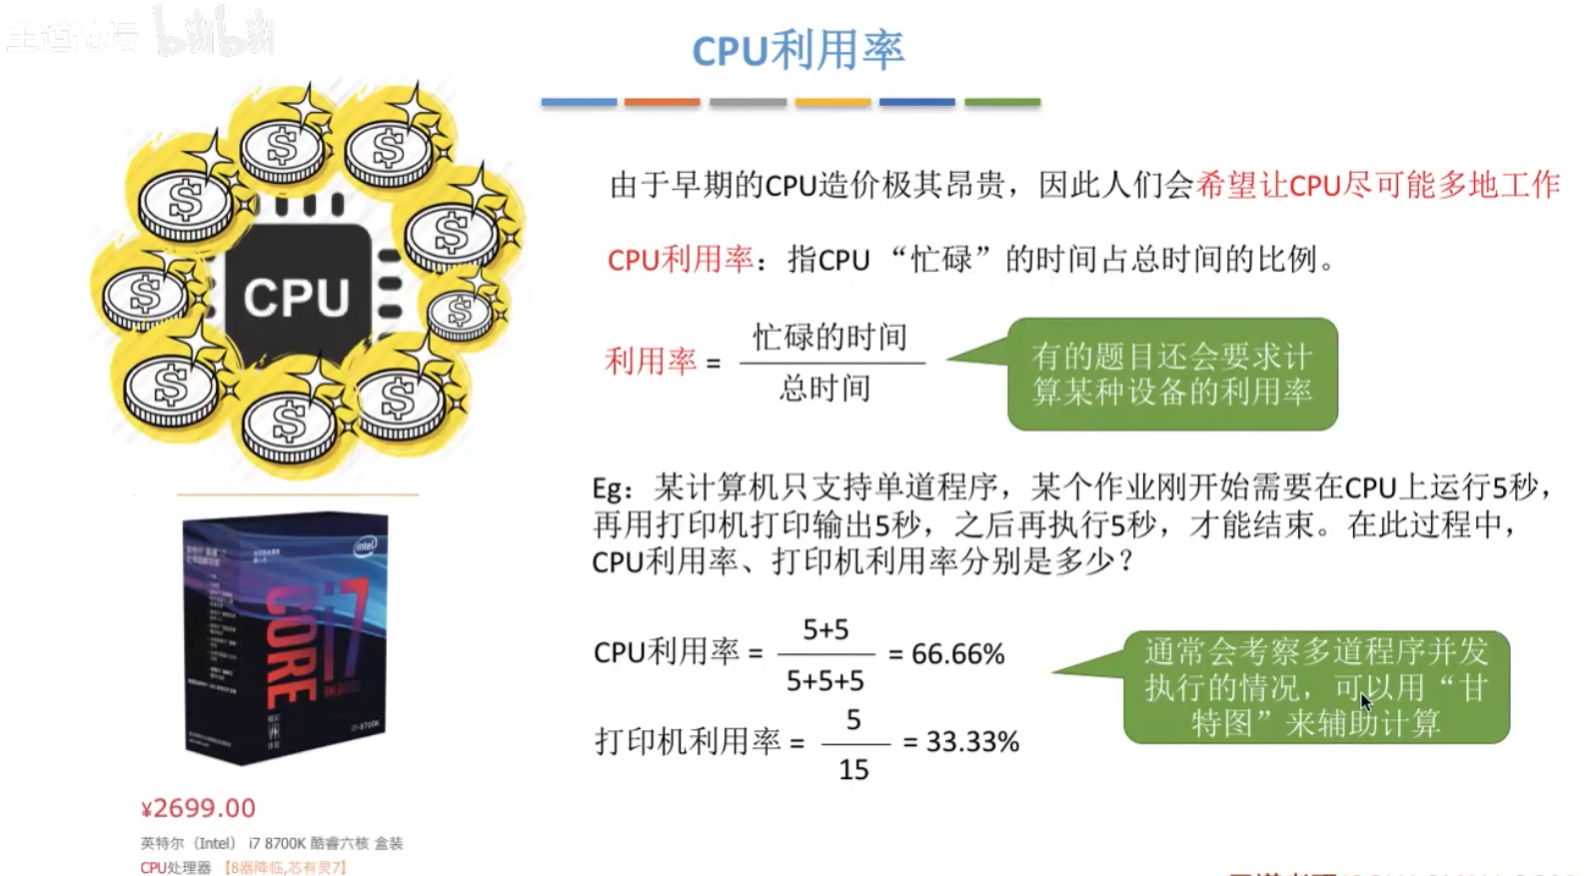 王道论坛 bilibili
CPU利用率
由于早期的CPU造价极其昂贵，因此人们会希望让CPU尽可能多地工作
CPU利用率：指CPU“忙碌”的时间占总时间的比例。
利用率 = 忙碌的时间
总时间
有的题目还会要求计
算某种设备的利用率
Eg：某计算机只支持单道程序，某个作业刚开始需要在CPU上运行5秒，
再用打印机打印输出5秒，之后再执行5秒，才能结束。在此过程中，
CPU利用率、打印机利用率分别是多少？
CPU利用率 = 5+5
5+5+5
= 66.66%
打印机利用率 = 5
15
= 33.33%
通常会考察多道程序并发
执行的情况，可以用“甘
特图”来辅助计算
CPU
intel
CORE i7
i7-8700K
¥2699.00
英特尔（Intel） i7 8700K 酷睿六核 盒装
CPU处理器 【8器降临,芯有灵7】